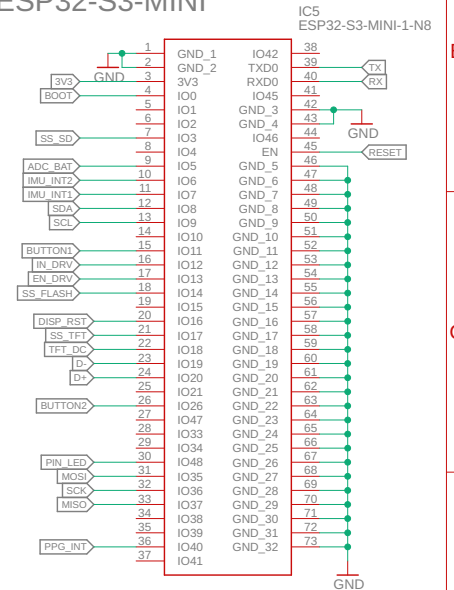 ESP32-S3-MINI
IC5
ESP32-S3-MINI-1-N8
1 GND_1 IO42 38
2 GND_2 TXD0 39 TX
GND
3V3 3 3V3 RXD0 40 RX
BOOT 4 IO0 IO45 41
5 IO1 GND_3 42
6 IO2 GND_4 43
GND
SS_SD 7 IO3 IO46 44
8 IO4 EN 45 RESET
ADC_BAT 9 IO5 GND_5 46
IMU_INT2 10 IO6 GND_6 47
IMU_INT1 11 IO7 GND_7 48
SDA 12 IO8 GND_8 49
SCL 13 IO9 GND_9 50
14 IO10 GND_10 51
BUTTON1 15 IO11 GND_11 52
IN_DRV 16 IO12 GND_12 53
EN_DRV 17 IO13 GND_13 54
SS_FLASH 18 IO14 GND_14 55
19 IO15 GND_15 56
DISP_RST 20 IO16 GND_16 57
SS_TFT 21 IO17 GND_17 58
TFT_DC 22 IO18 GND_18 59
D- 23 IO19 GND_19 60
D+ 24 IO20 GND_20 61
25 IO21 GND_21 62
BUTTON2 26 IO26 GND_22 63
27 IO47 GND_23 64
28 IO33 GND_24 65
29 IO34 GND_25 66
PIN_LED 30 IO48 GND_26 67
MOSI 31 IO35 GND_27 68
SCK 32 IO36 GND_28 69
MISO 33 IO37 GND_29 70
34 IO38 GND_30 71
35 IO39 GND_31 72
PPG_INT 36 IO40 GND_32 73
37 IO41
GND